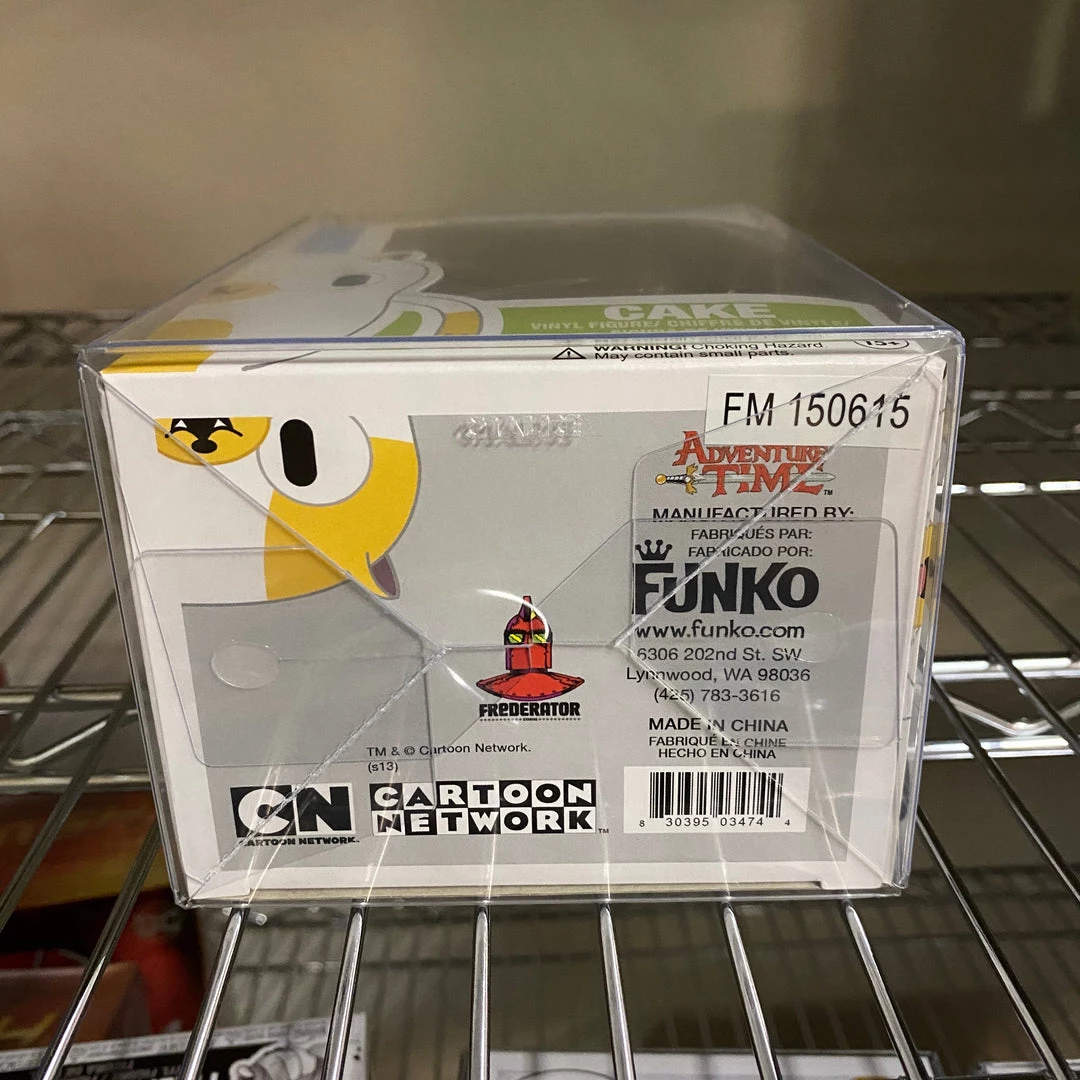 CAKE
VINYL FIGURE/
WARNING! Choking Hazard
May contain small parts.
15+
FM 150615
ADVENTURE
TIME
TM
MANUFACTURED BY:
FABRIQUÉS PAR:
FABRICADO POR:
FUNKO
www.funko.com
6306 202nd St. SW
Lynnwood, WA 98036
(425) 783-3616
MADE IN CHINA
FABRIQUÉ EN CHINE
HECHO EN CHINA
FREDERATOR
TM & © Cartoon Network.
(s13)
CN
CARTOON NETWORK.
CARTOON
NETWORK
TM
8 30395 03474 4